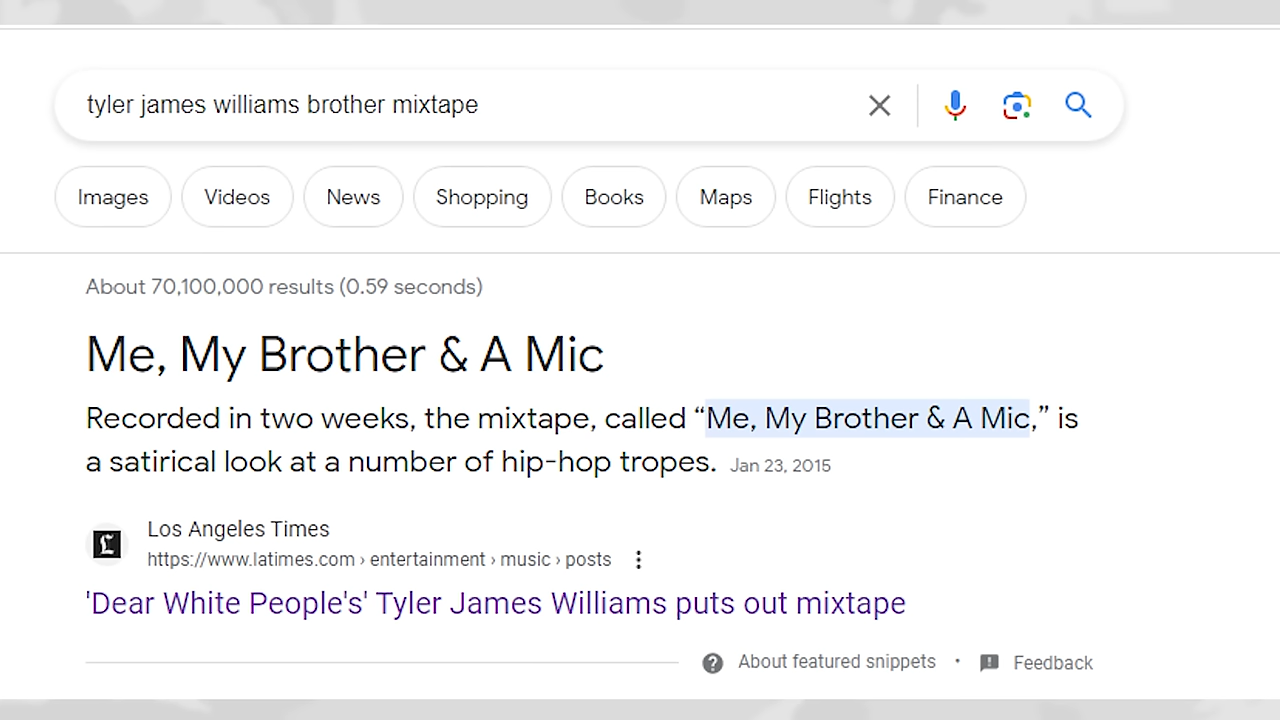 tyler james williams brother mixtape
Images Videos News Shopping Books Maps Flights Finance
About 70,100,000 results (0.59 seconds)
Me, My Brother & A Mic
Recorded in two weeks, the mixtape, called “Me, My Brother & A Mic,” is
a satirical look at a number of hip-hop tropes. Jan 23, 2015
Los Angeles Times
https://www.latimes.com › entertainment › music › posts
'Dear White People's' Tyler James Williams puts out mixtape
About featured snippets • Feedback